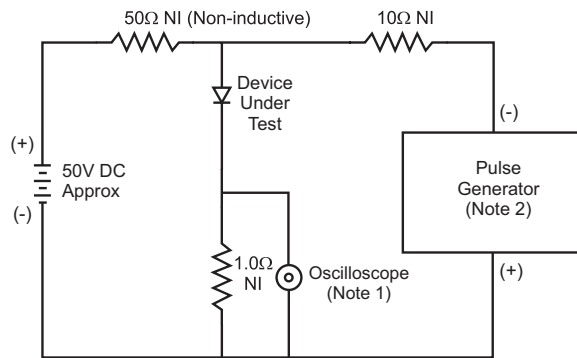 50Ω NI (Non-inductive)
10Ω NI
Device
Under
Test
(-)
(+)
50V DC
Approx
(-)
Pulse
Generator
(Note 2)
1.0Ω
NI
Oscilloscope
(Note 1)
(+)